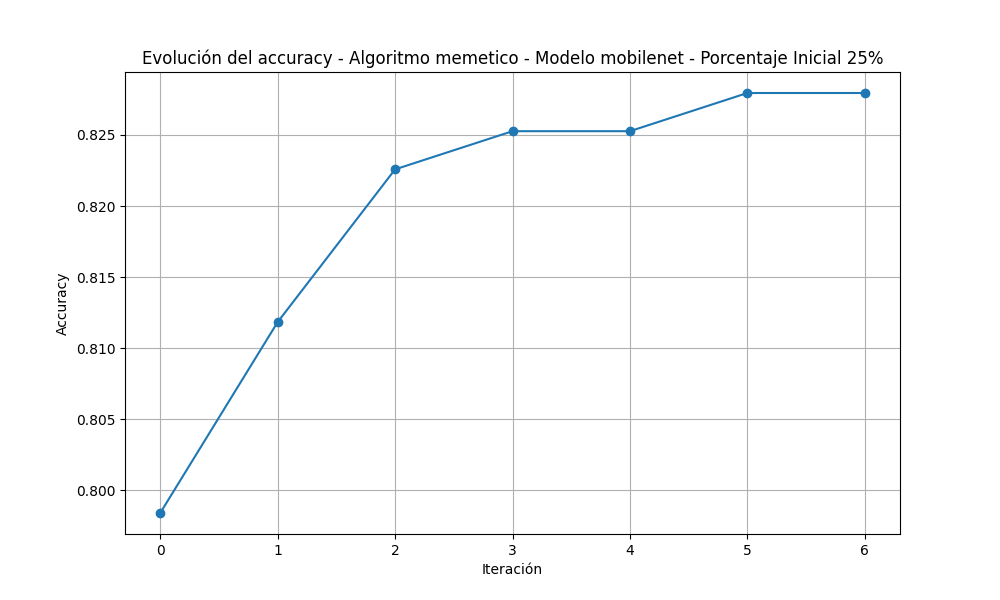 Evolución del accuracy - Algoritmo memetico - Modelo mobilenet - Porcentaje Inicial 25%
0.825
0.820
0.815
0.810
0.805
0.800
Accuracy
0 1 2 3 4 5 6
Iteración